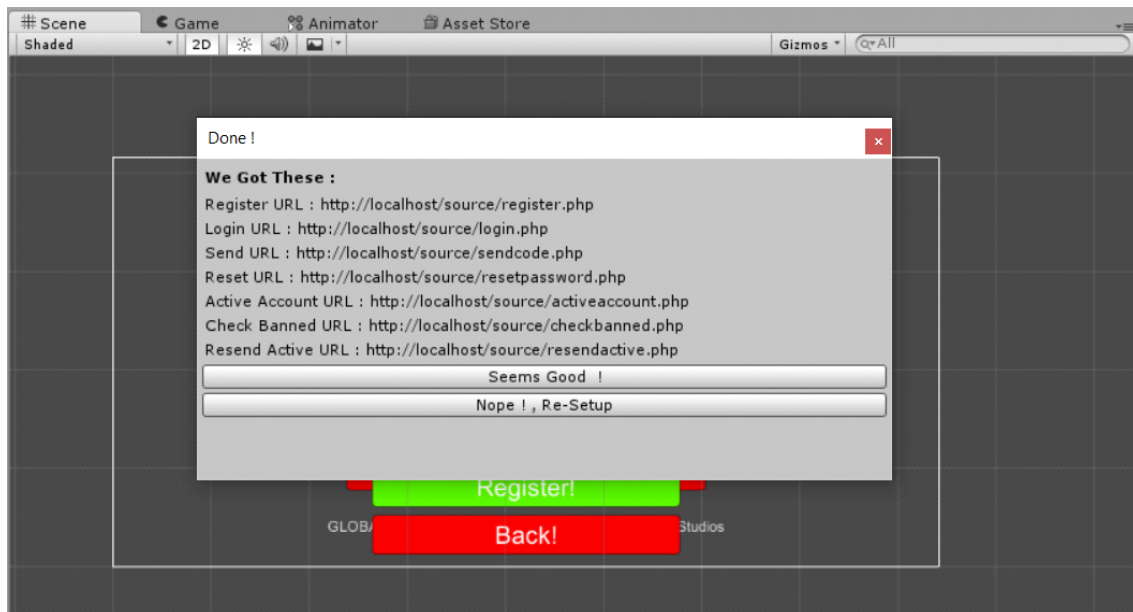 Scene Game Animator Asset Store
Shaded 2D Gizmos All
Done !
We Got These :
Register URL : http://localhost/source/register.php
Login URL : http://localhost/source/login.php
Send URL : http://localhost/source/sendcode.php
Reset URL : http://localhost/source/resetpassword.php
Active Account URL : http://localhost/source/activeaccount.php
Check Banned URL : http://localhost/source/checkbanned.php
Resend Active URL : http://localhost/source/resendactive.php
Seems Good !
Nope ! , Re-Setup
Register!
Studios
Back!